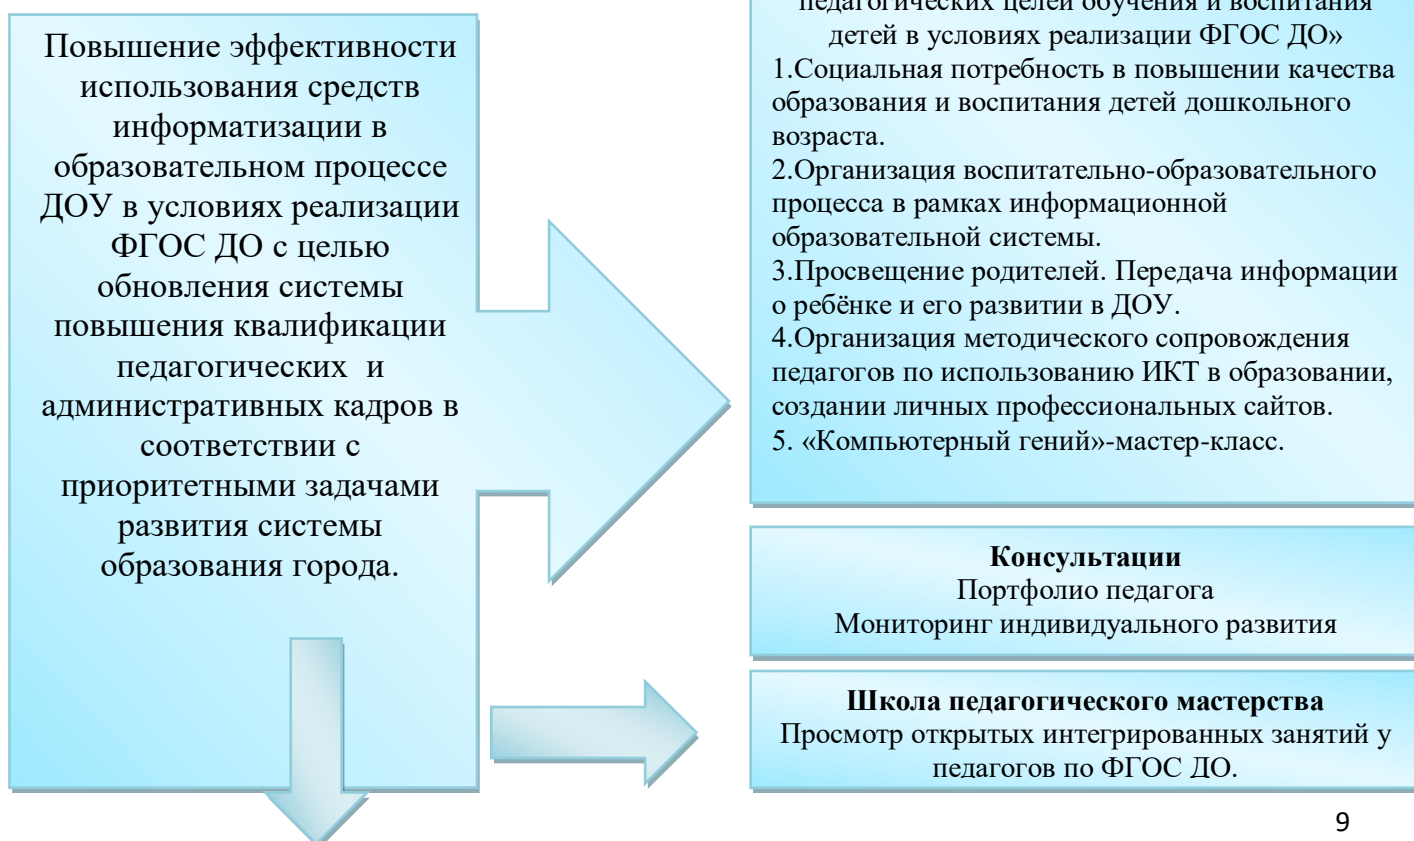 Повышение эффективности
использования средств
информатизации в
образовательном процессе
ДОУ в условиях реализации
ФГОС ДО с целью
обновления системы
повышения квалификации
педагогических и
административных кадров в
соответствии с
приоритетными задачами
развития системы
образования города.
педагогических целей обучения и воспитания
детей в условиях реализации ФГОС ДО»
1.Социальная потребность в повышении качества
образования и воспитания детей дошкольного
возраста.
2.Организация воспитательно-образовательного
процесса в рамках информационной
образовательной системы.
3.Просвещение родителей. Передача информации
о ребёнке и его развитии в ДОУ.
4.Организация методического сопровождения
педагогов по использованию ИКТ в образовании,
создании личных профессиональных сайтов.
5. «Компьютерный гений»-мастер-класс.
Консультации
Портфолио педагога
Мониторинг индивидуального развития
Школа педагогического мастерства
Просмотр открытых интегрированных занятий у
педагогов по ФГОС ДО.
9